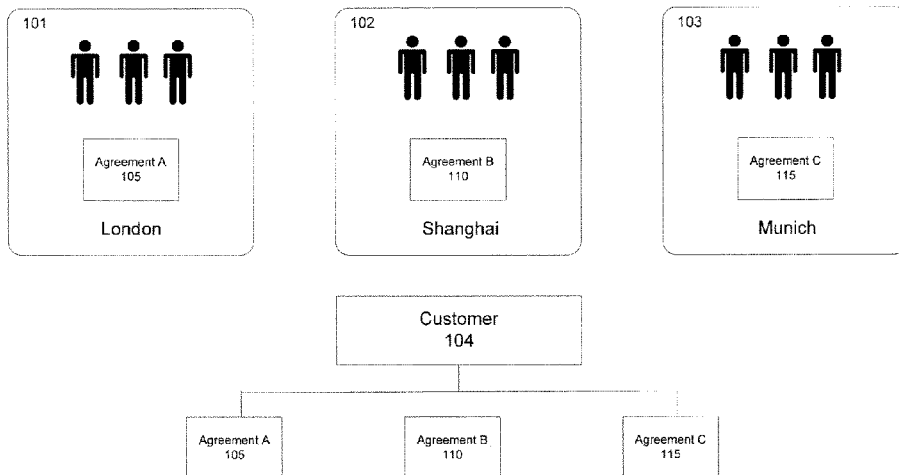 101
102
103
Agreement A
105
Agreement B
110
Agreement C
115
London
Shanghai
Munich
Customer
104
Agreement A
105
Agreement B
110
Agreement C
115